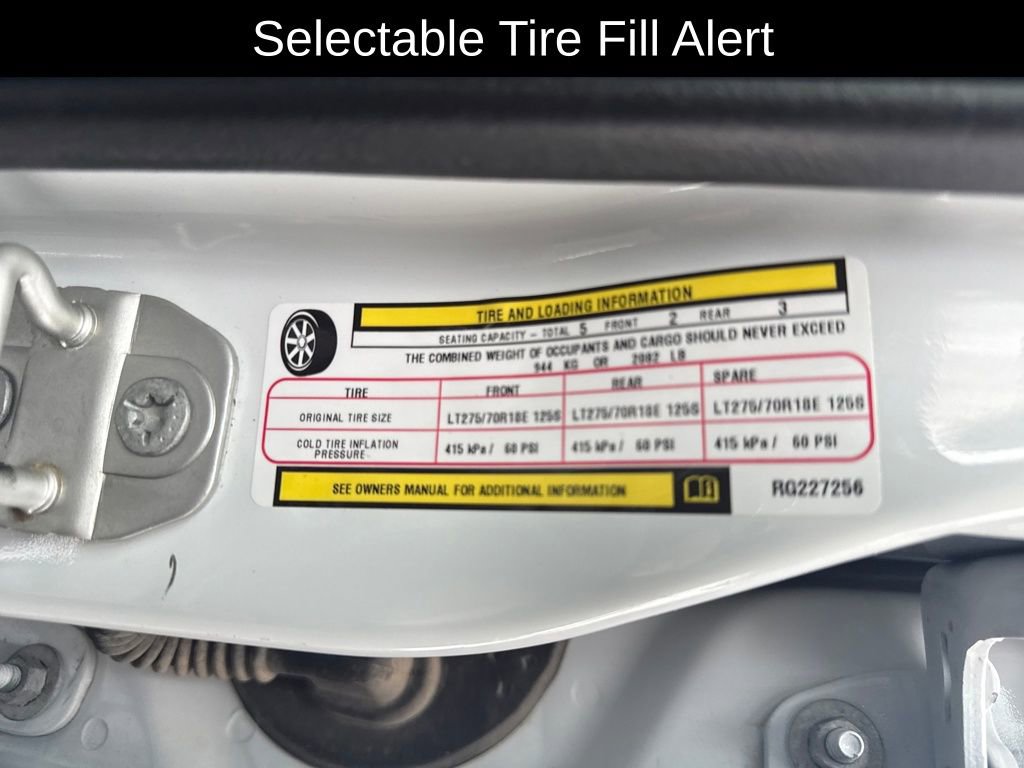 Selectable Tire Fill Alert
TIRE AND LOADING INFORMATION
SEATING CAPACITY - TOTAL 5 FRONT 2 REAR 3
THE COMBINED WEIGHT OF OCCUPANTS AND CARGO SHOULD NEVER EXCEED
944 KG OR 2082 LB
TIRE FRONT REAR SPARE
ORIGINAL TIRE SIZE LT275/70R18E 125S LT275/70R18E 125S LT275/70R18E 125S
COLD TIRE INFLATION PRESSURE 415 kPa / 60 PSI 415 kPa / 60 PSI 415 kPa / 60 PSI
SEE OWNERS MANUAL FOR ADDITIONAL INFORMATION
RG227256